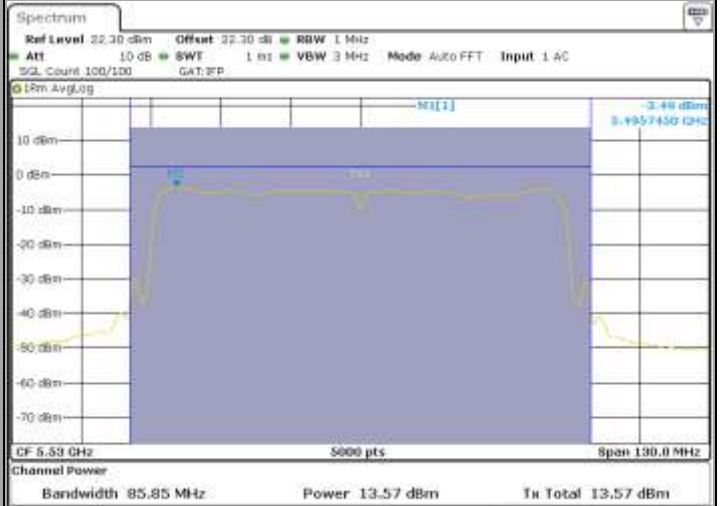 Spectrum
Ref Level 22.30 dBm Offset 22.30 dB RBW 1 MHz
Att 10 dB SWT 1 ms VBW 3 MHz Mode Auto FFT Input 1 AC
SGL Count 100/100 GAT:IFP
1Rm AvgLog
M1[1] -3.49 dBm
5.4957450 GHz
10 dBm
0 dBm
M1
-10 dBm
-20 dBm
-30 dBm
-40 dBm
-50 dBm
-60 dBm
-70 dBm
CF 5.53 GHz 5000 pts Span 130.0 MHz
Channel Power
Bandwidth 85.85 MHz Power 13.57 dBm Tx Total 13.57 dBm